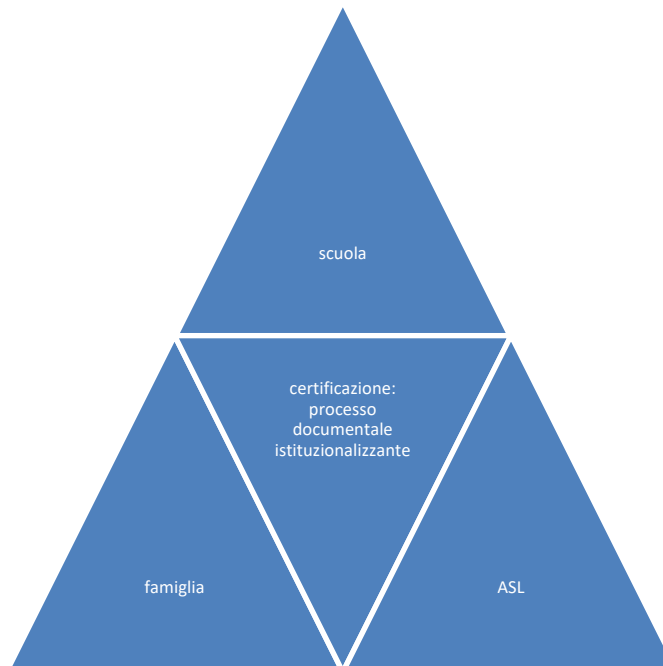 scuola
certificazione:
processo
documentale
istituzionalizzante
famiglia
ASL